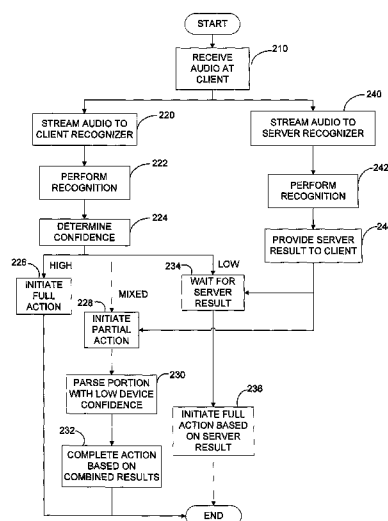 START
210
RECEIVE
AUDIO AT
CLIENT
220
STREAM AUDIO TO
CLIENT RECOGNIZER
240
STREAM AUDIO TO
SERVER RECOGNIZER
222
PERFORM
RECOGNITION
242
PERFORM
RECOGNITION
224
DETERMINE
CONFIDENCE
244
PROVIDE SERVER
RESULT TO CLIENT
226
HIGH
INITIATE
FULL
ACTION
MIXED
228
INITIATE
PARTIAL
ACTION
LOW
234
WAIT FOR
SERVER
RESULT
230
PARSE PORTION
WITH LOW DEVICE
CONFIDENCE
232
COMPLETE ACTION
BASED ON
COMBINED RESULTS
236
INITIATE FULL
ACTION BASED
ON SERVER
RESULT
END